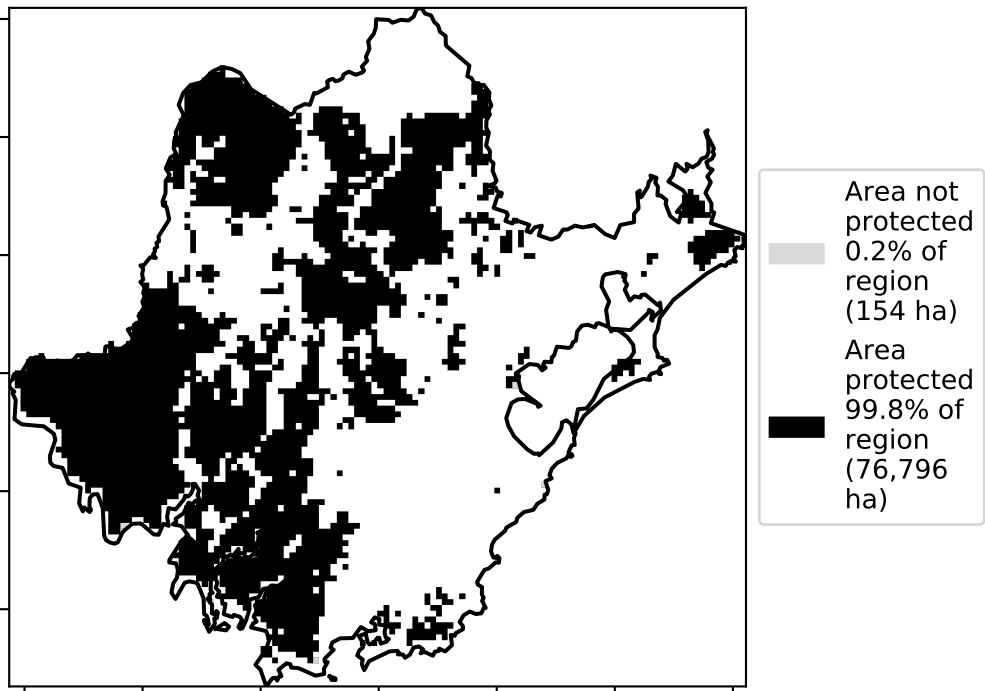 Area not
protected
0.2% of
region
(154 ha)
Area
protected
99.8% of
region
(76,796
ha)